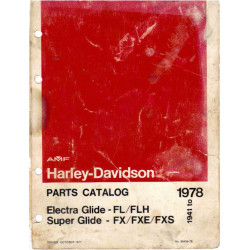 AMF
Harley-Davidson
PARTS CATALOG
1941 to 1978
Electra Glide - FL/FLH
Super Glide - FX/FXE/FXS